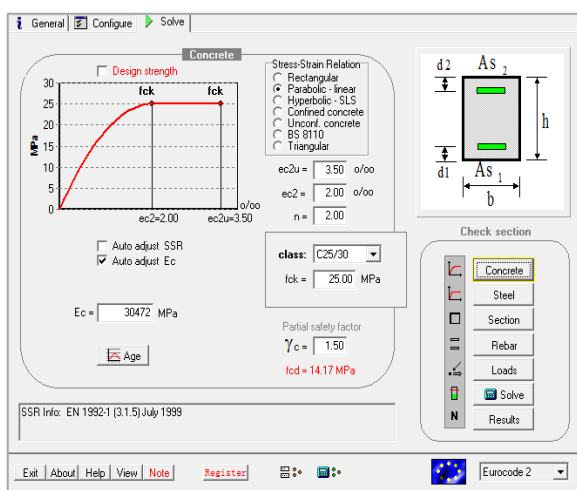 General Configure Solve
Concrete
Design strength
MPa
30
25
20
15
10
5
0
fck fck
o/oo
ec2=2.00 ec2u=3.50
Auto adjust SSR
Auto adjust Ec
Ec = 30472 MPa
Age
Stress-Strain Relation
Rectangular
Parabolic - linear
Hyperbolic - SLS
Confined concrete
Unconf. concrete
BS 8110
Triangular
ec2u = 3.50 o/oo
ec2 = 2.00 o/oo
n = 2.00
class: C25/30
fck = 25.00 MPa
Partial safety factor
γc = 1.50
fcd = 14.17 MPa
d2 As2
h
d1 As1
b
Check section
Concrete
Steel
Section
Rebar
Loads
Solve
N Results
SSR Info: EN 1992-1 (3.1.5) July 1999
Exit About Help View Note Register Eurocode 2